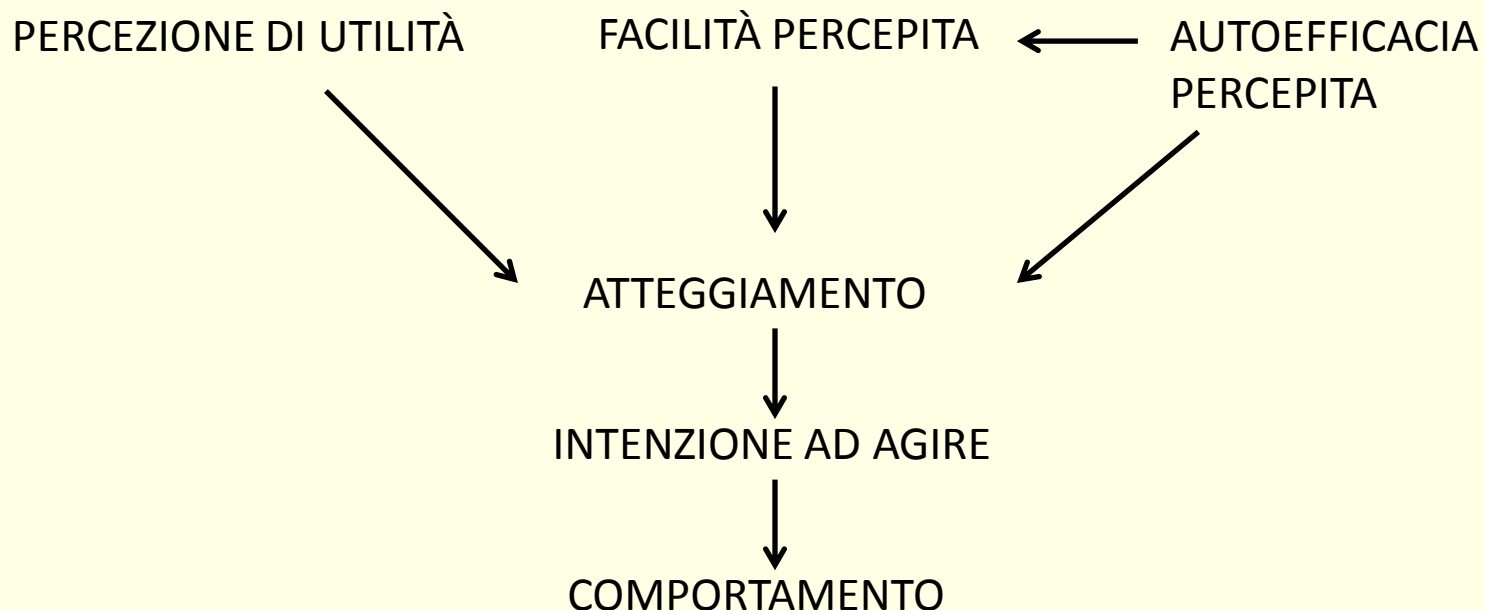 PERCEZIONE DI UTILITÀ
FACILITÀ PERCEPITA
AUTOEFFICACIA
PERCEPITA
ATTEGGIAMENTO
INTENZIONE AD AGIRE
COMPORTAMENTO